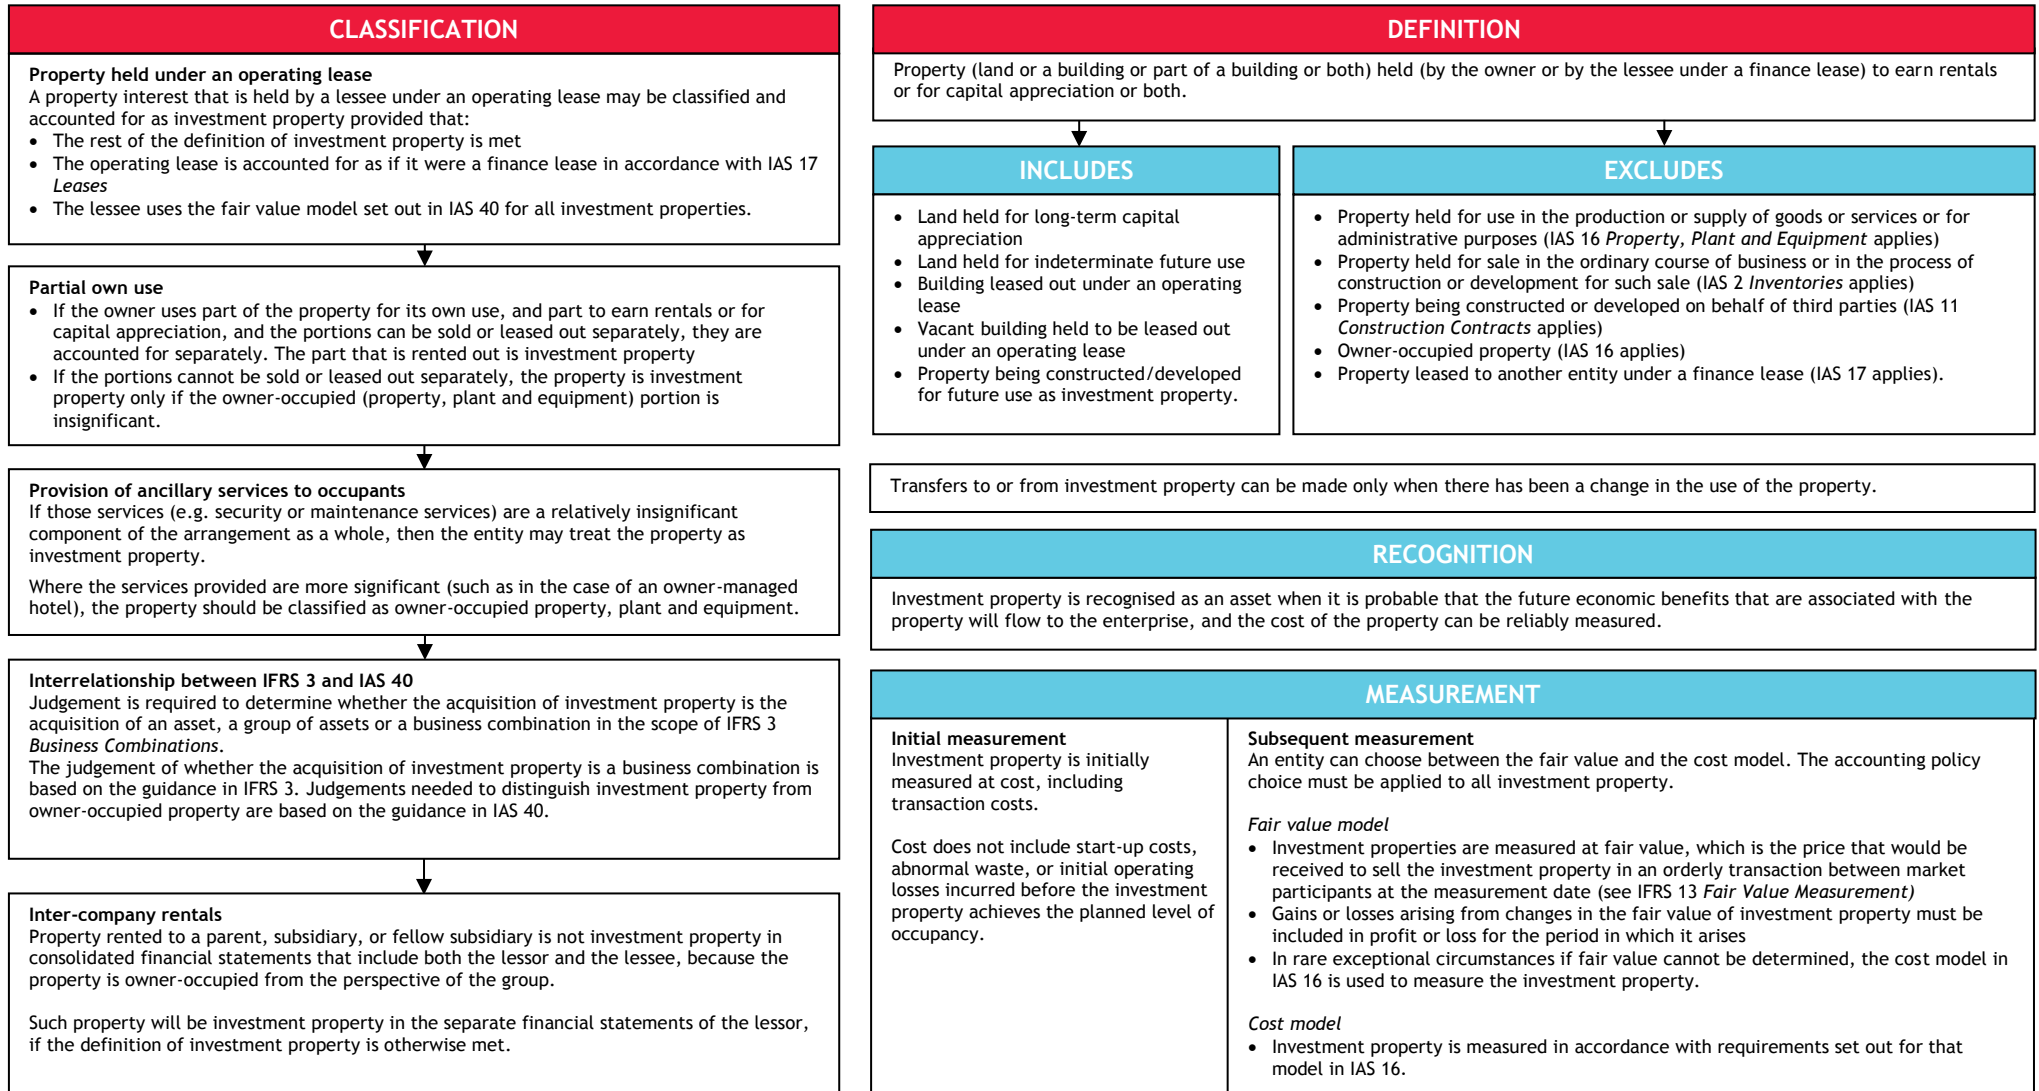 CLASSIFICATION
Property held under an operating lease
A property interest that is held by a lessee under an operating lease may be classified and
accounted for as investment property provided that:
• The rest of the definition of investment property is met
• The operating lease is accounted for as if it were a finance lease in accordance with IAS 17
Leases
• The lessee uses the fair value model set out in IAS 40 for all investment properties.
Partial own use
• If the owner uses part of the property for its own use, and part to earn rentals or for
capital appreciation, and the portions can be sold or leased out separately, they are
accounted for separately. The part that is rented out is investment property
• If the portions cannot be sold or leased out separately, the property is investment
property only if the owner-occupied (property, plant and equipment) portion is
insignificant.
Provision of ancillary services to occupants
If those services (e.g. security or maintenance services) are a relatively insignificant
component of the arrangement as a whole, then the entity may treat the property as
investment property.
Where the services provided are more significant (such as in the case of an owner-managed
hotel), the property should be classified as owner-occupied property, plant and equipment.
Interrelationship between IFRS 3 and IAS 40
Judgement is required to determine whether the acquisition of investment property is the
acquisition of an asset, a group of assets or a business combination in the scope of IFRS 3
Business Combinations.
The judgement of whether the acquisition of investment property is a business combination is
based on the guidance in IFRS 3. Judgements needed to distinguish investment property from
owner-occupied property are based on the guidance in IAS 40.
Inter-company rentals
Property rented to a parent, subsidiary, or fellow subsidiary is not investment property in
consolidated financial statements that include both the lessor and the lessee, because the
property is owner-occupied from the perspective of the group.
Such property will be investment property in the separate financial statements of the lessor,
if the definition of investment property is otherwise met.
DEFINITION
Property (land or a building or part of a building or both) held (by the owner or by the lessee under a finance lease) to earn rentals
or for capital appreciation or both.
INCLUDES
• Land held for long-term capital
appreciation
• Land held for indeterminate future use
• Building leased out under an operating
lease
• Vacant building held to be leased out
under an operating lease
• Property being constructed/developed
for future use as investment property.
EXCLUDES
• Property held for use in the production or supply of goods or services or for
administrative purposes (IAS 16 Property, Plant and Equipment applies)
• Property held for sale in the ordinary course of business or in the process of
construction or development for such sale (IAS 2 Inventories applies)
• Property being constructed or developed on behalf of third parties (IAS 11
Construction Contracts applies)
• Owner-occupied property (IAS 16 applies)
• Property leased to another entity under a finance lease (IAS 17 applies).
Transfers to or from investment property can be made only when there has been a change in the use of the property.
RECOGNITION
Investment property is recognised as an asset when it is probable that the future economic benefits that are associated with the
property will flow to the enterprise, and the cost of the property can be reliably measured.
MEASUREMENT
Initial measurement
Investment property is initially
measured at cost, including
transaction costs.
Cost does not include start-up costs,
abnormal waste, or initial operating
losses incurred before the investment
property achieves the planned level of
occupancy.
Subsequent measurement
An entity can choose between the fair value and the cost model. The accounting policy
choice must be applied to all investment property.
Fair value model
• Investment properties are measured at fair value, which is the price that would be
received to sell the investment property in an orderly transaction between market
participants at the measurement date (see IFRS 13 Fair Value Measurement)
• Gains or losses arising from changes in the fair value of investment property must be
included in profit or loss for the period in which it arises
• In rare exceptional circumstances if fair value cannot be determined, the cost model in
IAS 16 is used to measure the investment property.
Cost model
• Investment property is measured in accordance with requirements set out for that
model in IAS 16.